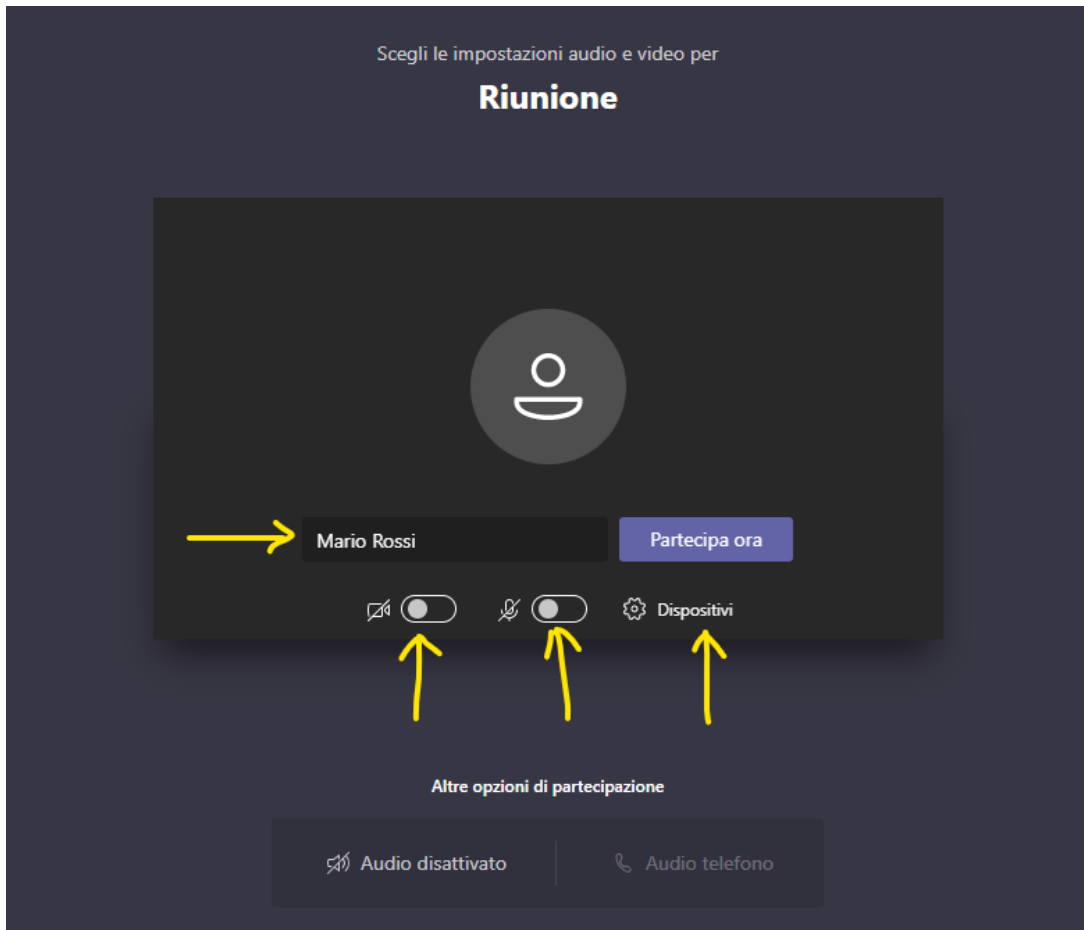 Scegli le impostazioni audio e video per
Riunione
Mario Rossi
Partecipa ora
Dispositivi
Altre opzioni di partecipazione
Audio disattivato
Audio telefono